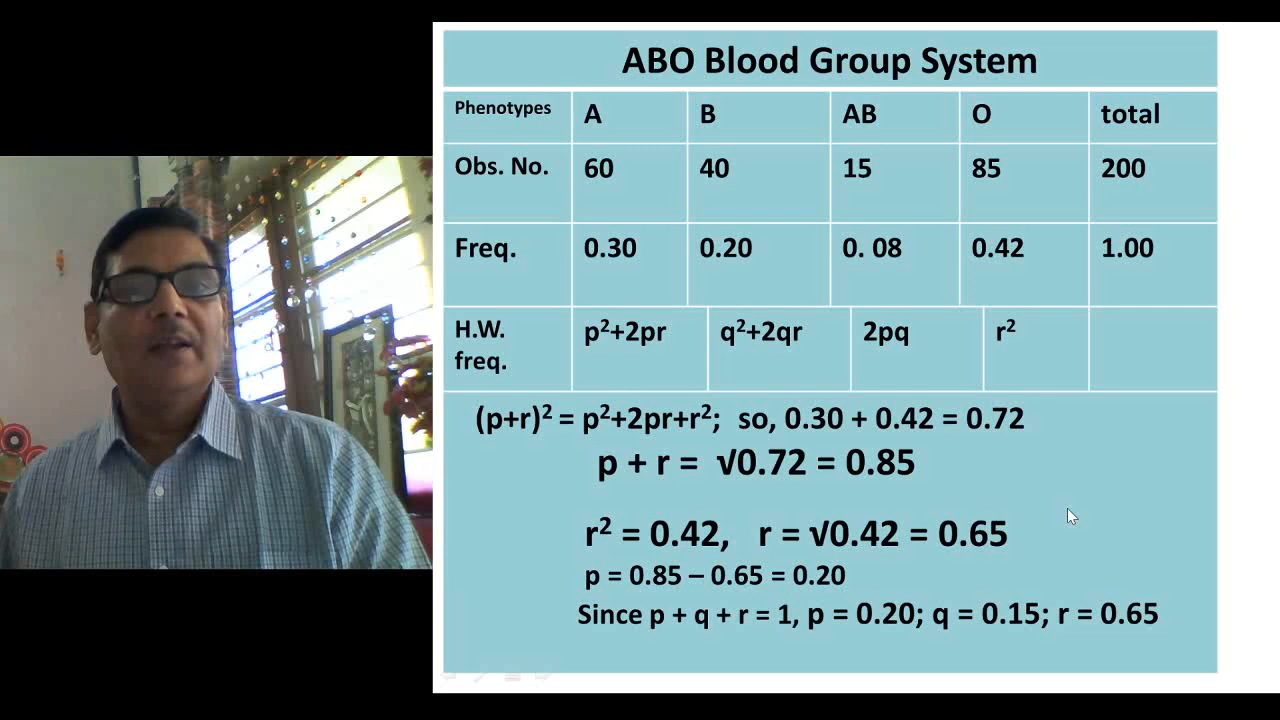 ABO Blood Group System
Phenotypes A B AB O total
Obs. No. 60 40 15 85 200
Freq. 0.30 0.20 0. 08 0.42 1.00
H.W. freq. p²+2pr q²+2qr 2pq r²
(p+r)² = p²+2pr+r²; so, 0.30 + 0.42 = 0.72
p + r = √0.72 = 0.85
r² = 0.42, r = √0.42 = 0.65
p = 0.85 – 0.65 = 0.20
Since p + q + r = 1, p = 0.20; q = 0.15; r = 0.65